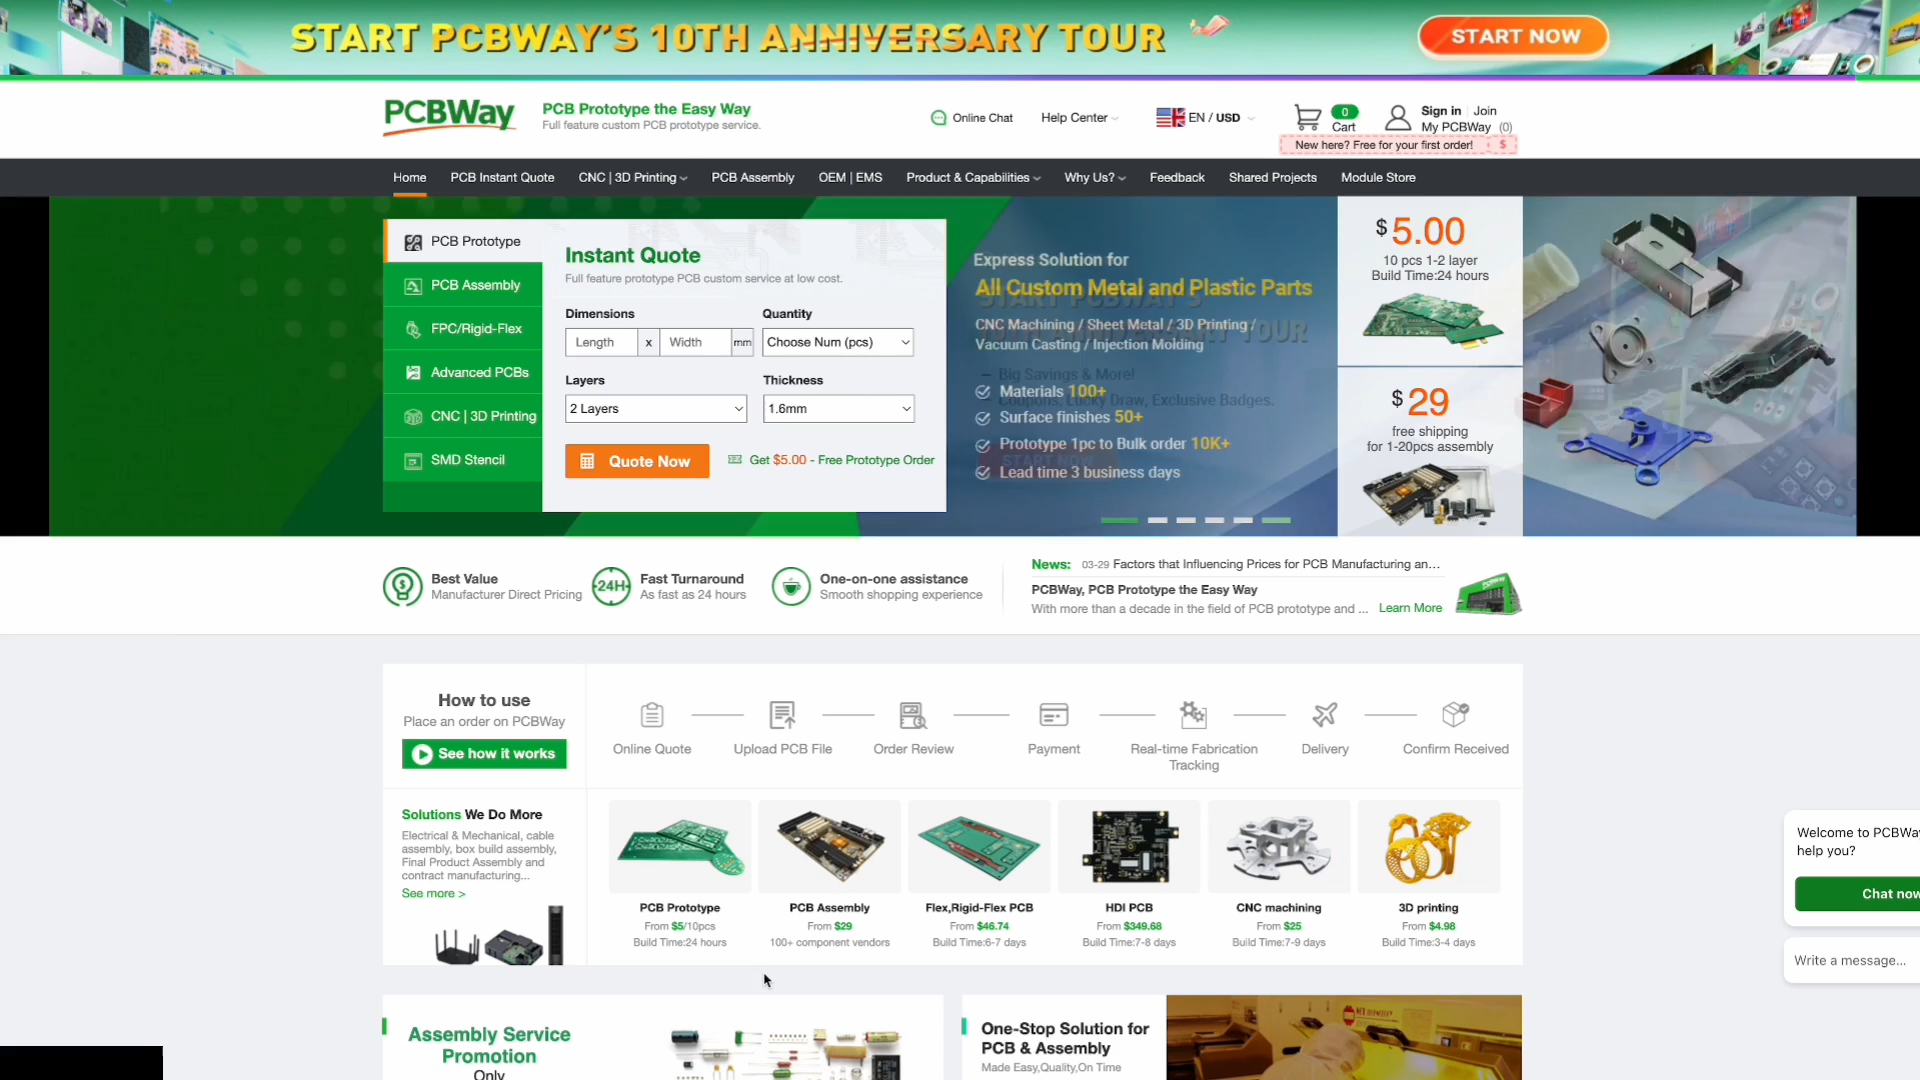 START PCBWAY'S 10TH ANNIVERSARY TOUR
START NOW
PCBWay
PCB Prototype the Easy Way
Full feature custom PCB prototype service.
Online Chat
Help Center
EN / USD
0
Cart
Sign in
Join
My PCBWay (0)
New here? Free for your first order! $
Home
PCB Instant Quote
CNC | 3D Printing
PCB Assembly
OEM | EMS
Product & Capabilities
Why Us?
Feedback
Shared Projects
Module Store
PCB Prototype
PCB Assembly
FPC/Rigid-Flex
Advanced PCBs
CNC | 3D Printing
SMD Stencil
Instant Quote
Full feature prototype PCB custom service at low cost.
Dimensions
Quantity
Length x Width mm
Choose Num (pcs)
Layers
Thickness
2 Layers
1.6mm
Quote Now
Get $5.00 - Free Prototype Order
Express Solution for
All Custom Metal and Plastic Parts
START PCBWAY'S
10TH ANNIVERSARY TOUR
CNC Machining / Sheet Metal / 3D Printing /
Vacuum Casting / Injection Molding
Big Savings & More!
Materials 100+
Coupons, Lucky Draw, Exclusive Badges.
Surface finishes 50+
Prototype 1pc to Bulk order 10K+
START NOW
Lead time 3 business days
$5.00
10 pcs 1-2 layer
Build Time:24 hours
$29
free shipping
for 1-20pcs assembly
Best Value
Manufacturer Direct Pricing
24H
Fast Turnaround
As fast as 24 hours
One-on-one assistance
Smooth shopping experience
News: 03-29 Factors that Influencing Prices for PCB Manufacturing an...
PCBWay, PCB Prototype the Easy Way
With more than a decade in the field of PCB prototype and ... Learn More
How to use
Place an order on PCBWay
See how it works
Online Quote
Upload PCB File
Order Review
Payment
Real-time Fabrication
Tracking
Delivery
Confirm Received
Solutions We Do More
Electrical & Mechanical, cable
assembly, box build assembly,
Final Product Assembly and
contract manufacturing...
See more >
PCB Prototype
From $5/10pcs
Build Time:24 hours
PCB Assembly
From $29
100+ component vendors
Flex,Rigid-Flex PCB
From $46.74
Build Time:6-7 days
HDI PCB
From $349.68
Build Time:7-8 days
CNC machining
From $25
Build Time:7-9 days
3D printing
From $4.98
Build Time:3-4 days
Welcome to PCBWay
help you?
Chat now
Write a message...
Assembly Service
Promotion
Only
One-Stop Solution for
PCB & Assembly
Made Easy,Quality,On Time